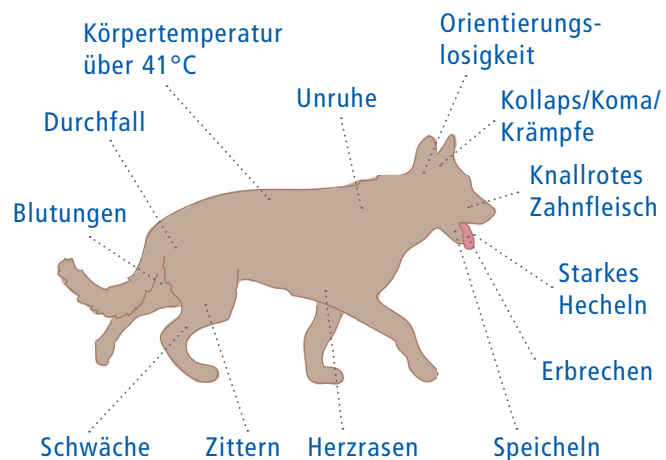 Körpertemperatur
über 41°C
Orientierungs-
losigkeit
Unruhe
Kollaps/Koma/
Krämpfe
Durchfall
Knallrotes
Zahnfleisch
Blutungen
Starkes
Hecheln
Erbrechen
Schwäche
Zittern
Herzrasen
Speicheln